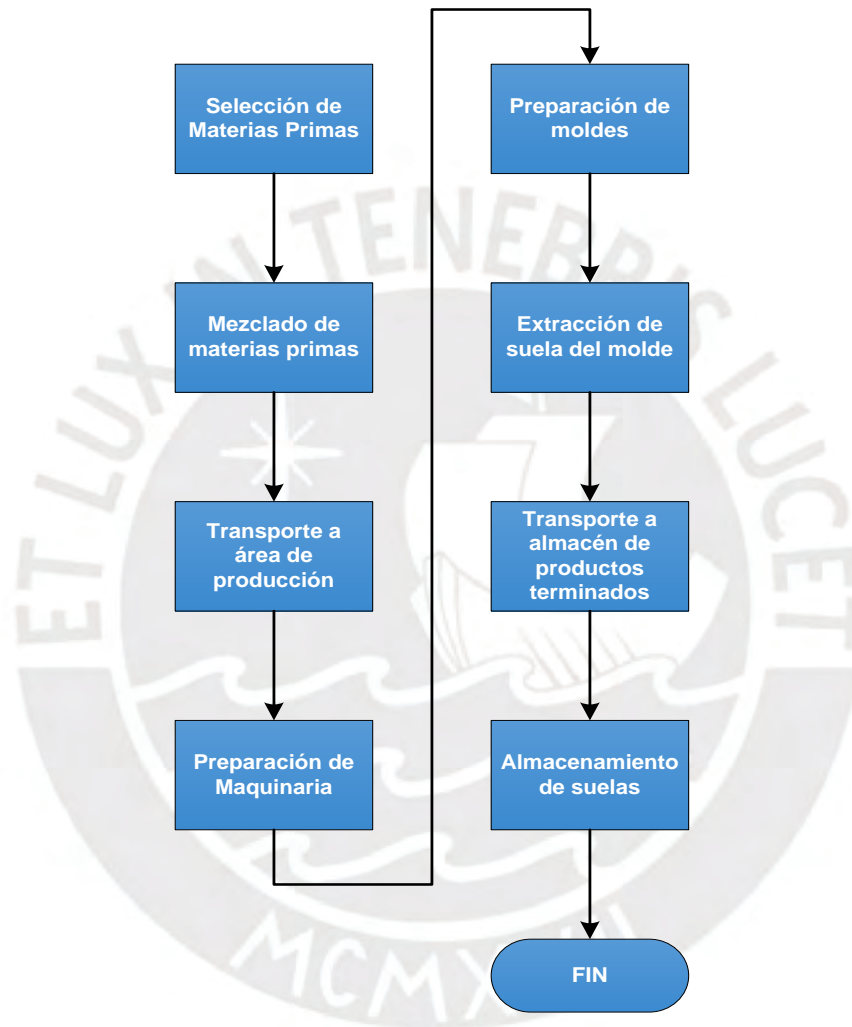 Selección de
Materias Primas
Mezclado de
materias primas
Transporte a
área de
producción
Preparación de
Maquinaria
Preparación de
moldes
Extracción de
suela del molde
Transporte a
almacén de
productos
terminados
Almacenamiento
de suelas
FIN
ET LUX IN TENEBRIS LUCET